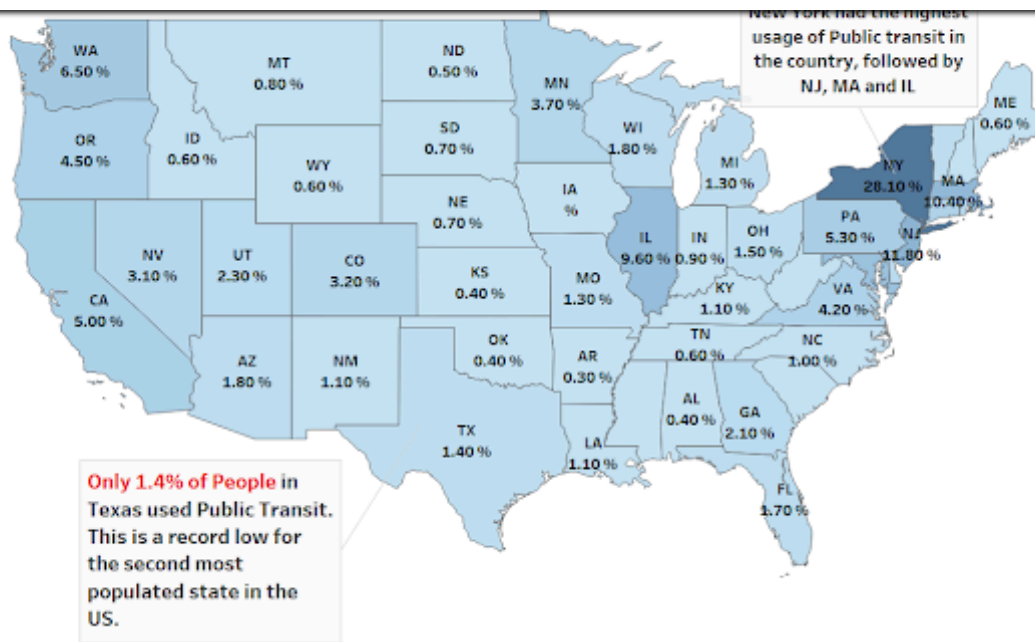 New York had the highest
usage of Public transit in
the country, followed by
NJ, MA and IL
WA
6.50 %
MT
0.80 %
ND
0.50 %
MN
3.70 %
ME
0.60 %
OR
4.50 %
ID
0.60 %
SD
0.70 %
WI
1.80 %
WY
0.60 %
MI
1.30 %
NY
28.10 %
MA
10.40 %
IA
%
NE
0.70 %
PA
5.30 %
NV
3.10 %
UT
2.30 %
CO
3.20 %
IL
9.60 %
IN
0.90 %
OH
1.50 %
NJ
11.80 %
KS
0.40 %
MO
1.30 %
KY
1.10 %
VA
4.20 %
CA
5.00 %
OK
0.40 %
TN
0.60 %
NC
1.00 %
AZ
1.80 %
NM
1.10 %
AR
0.30 %
AL
0.40 %
GA
2.10 %
TX
1.40 %
LA
1.10 %
FL
1.70 %
Only 1.4% of People in
Texas used Public Transit.
This is a record low for
the second most
populated state in the
US.